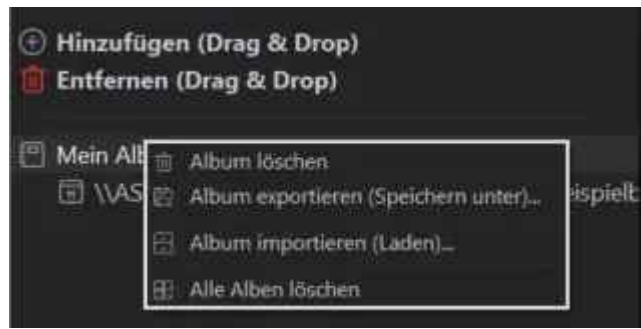 Hinzufügen (Drag & Drop)
Entfernen (Drag & Drop)
Mein Alb
Album löschen
\\AS
Album exportieren (Speichern unter)...
ispielb
Album importieren (Laden)...
Alle Alben löschen